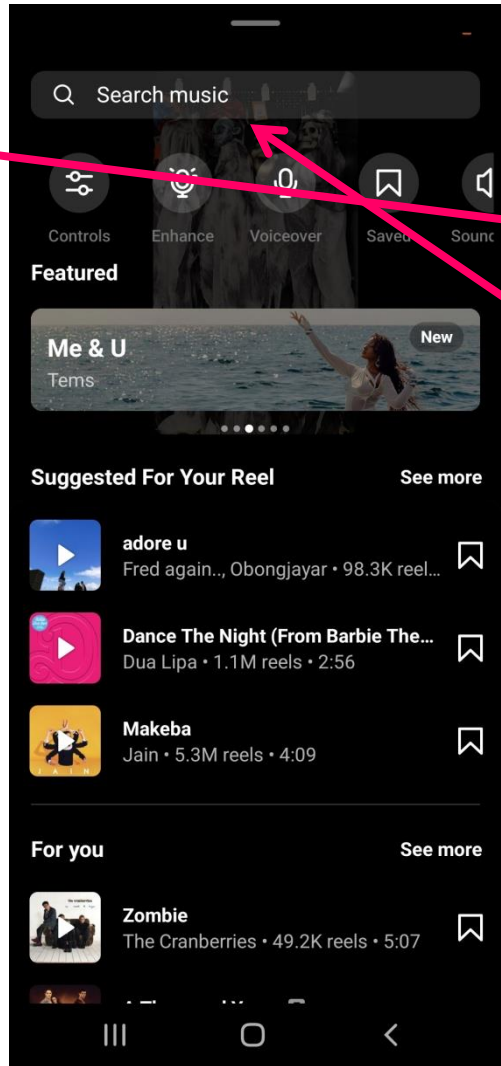 Search music
Controls
Enhance
Voiceover
Saved
Featured
Me & U
New
Tems
Suggested For Your Reel
See more
adore u
Fred again.., Obongjayar • 98.3K reel...
Dance The Night (From Barbie The...
Dua Lipa • 1.1M reels • 2:56
Makeba
Jain • 5.3M reels • 4:09
JAIN
For you
See more
Zombie
The Cranberries • 49.2K reels • 5:07